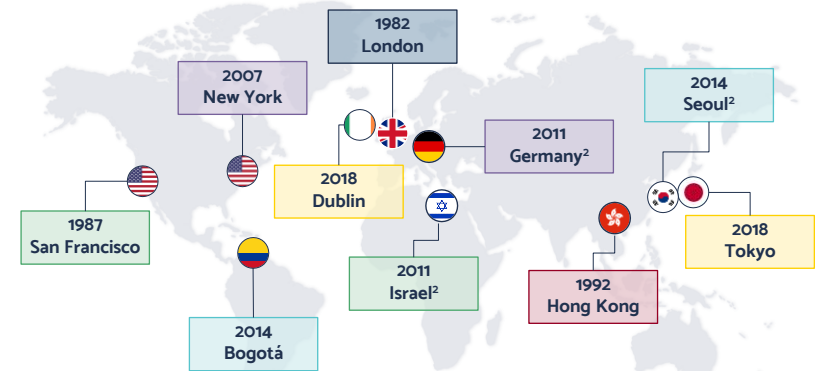 1982
London
2007
New York
2014
Seoul²
2011
Germany²
2018
Dublin
1987
San Francisco
2018
Tokyo
2011
Israel²
1992
Hong Kong
2014
Bogotá